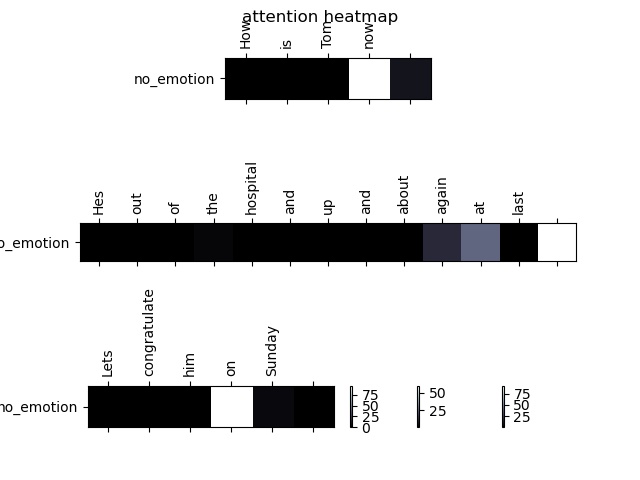 attention heatmap
How is Tom now
no_emotion
Hes out of the hospital and up and about again at last
o_emotion
Lets congratulate him on Sunday
no_emotion
75 50 25 0
50 25
75 50 25